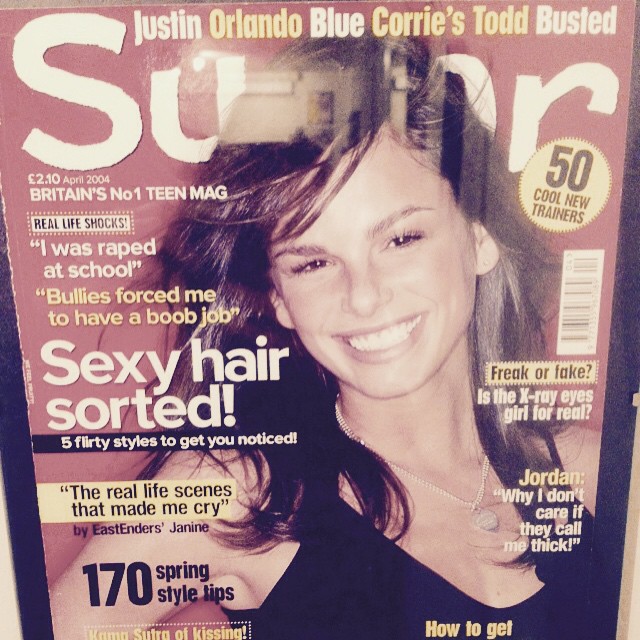 Justin Orlando Blue Corrie's Todd Busted
£2.10 April 2004
BRITAIN'S No1 TEEN MAG
50
COOL NEW
TRAINERS
REAL LIFE SHOCKS!
"I was raped
at school"
"Bullies forced me
to have a boob job"
Sexy hair
sorted!
5 flirty styles to get you noticed!
Freak or fake?
Is the X-ray eyes
girl for real?
"The real life scenes
that made me cry"
by EastEnders' Janine
Jordan:
"Why I don't
care if
they call
me thick!"
170 spring
style tips
Kama Sutra of kissing!
How to get